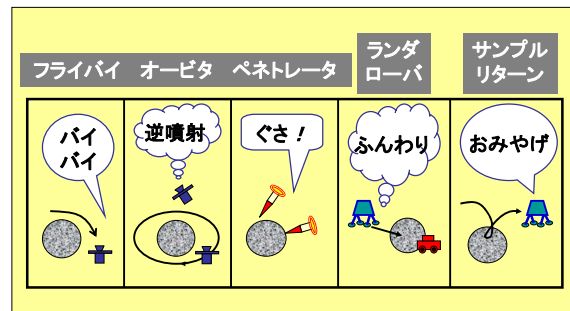 フライバイ
オービタ
ペネトレータ
ランダ
ローバ
サンプル
リターン
バイ
バイ
逆噴射
ぐさ！
ふんわり
おみやげ